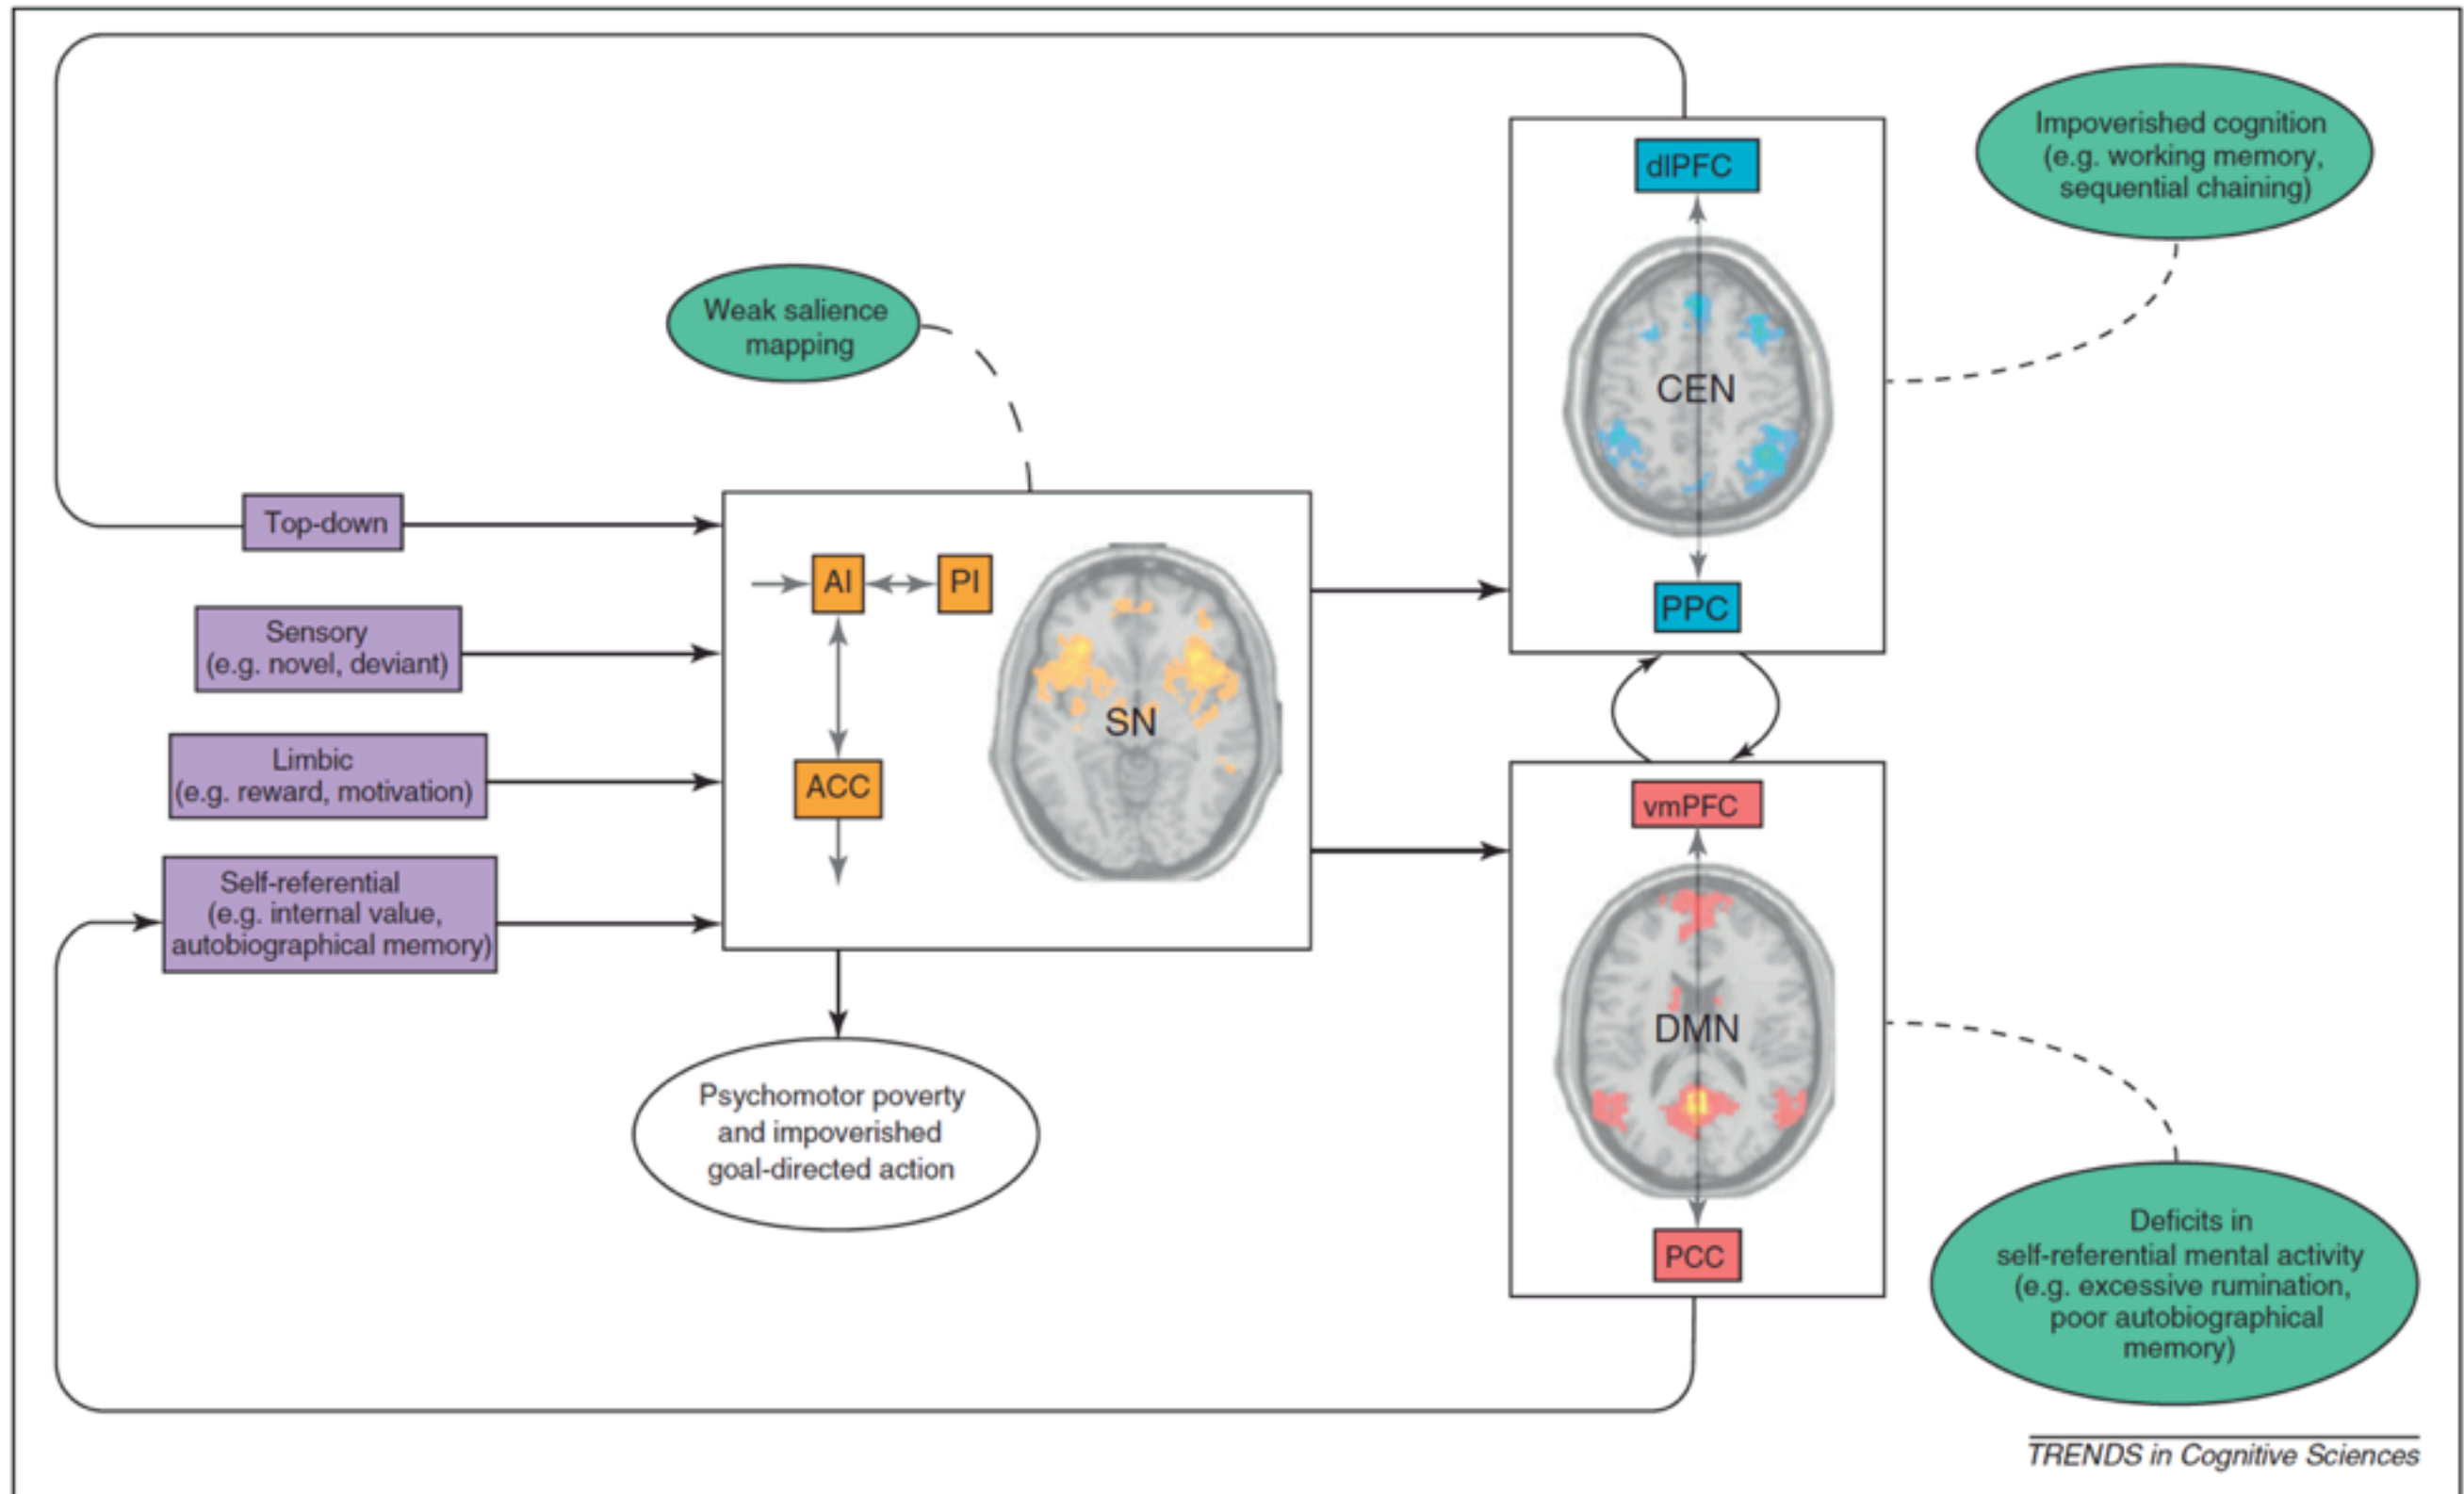 dlPFC
CEN
PPC
Impoverished cognition
(e.g. working memory,
sequential chaining)
Weak salience
mapping
Top-down
Sensory
(e.g. novel, deviant)
Limbic
(e.g. reward, motivation)
Self-referential
(e.g. internal value,
autobiographical memory)
AI
PI
SN
ACC
Psychomotor poverty
and impoverished
goal-directed action
vmPFC
DMN
PCC
Deficits in
self-referential mental activity
(e.g. excessive rumination,
poor autobiographical
memory)
TRENDS in Cognitive Sciences